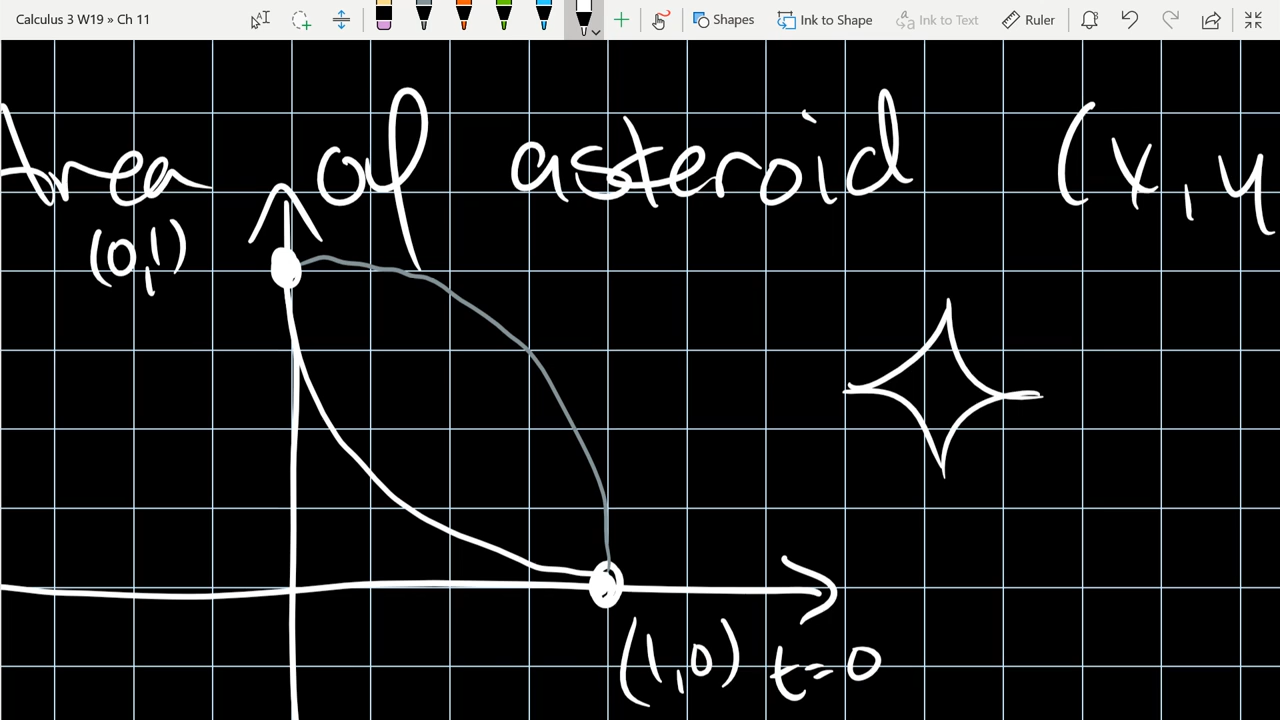 Calculus 3 W19 » Ch 11
Shapes
Ink to Shape
Ink to Text
Ruler
Area of asteroid (x,y
(0,1)
(1,0) t=0